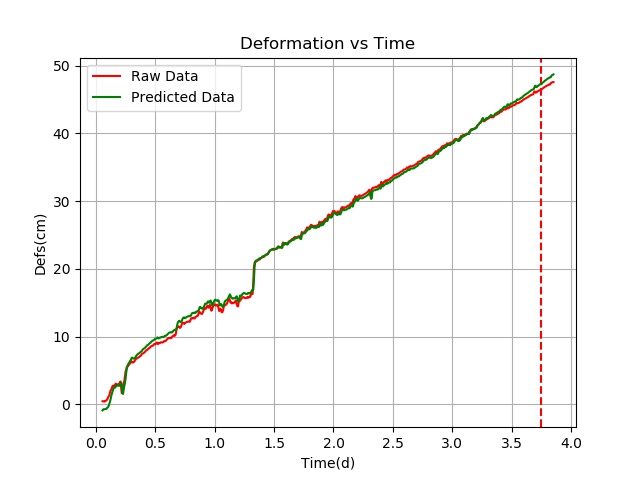 Deformation vs Time
Raw Data
Predicted Data
Defs(cm)
50
40
30
20
10
0
0.0 0.5 1.0 1.5 2.0 2.5 3.0 3.5 4.0
Time(d)